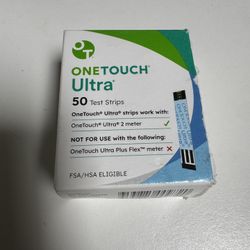 OT
ONETOUCH®
Ultra®
50 Test Strips
OneTouch® Ultra® strips work with:
OneTouch® Ultra® 2 meter ✓
NOT FOR USE with the following:
OneTouch Ultra Plus Flex™ meter ✗
FSA/HSA ELIGIBLE